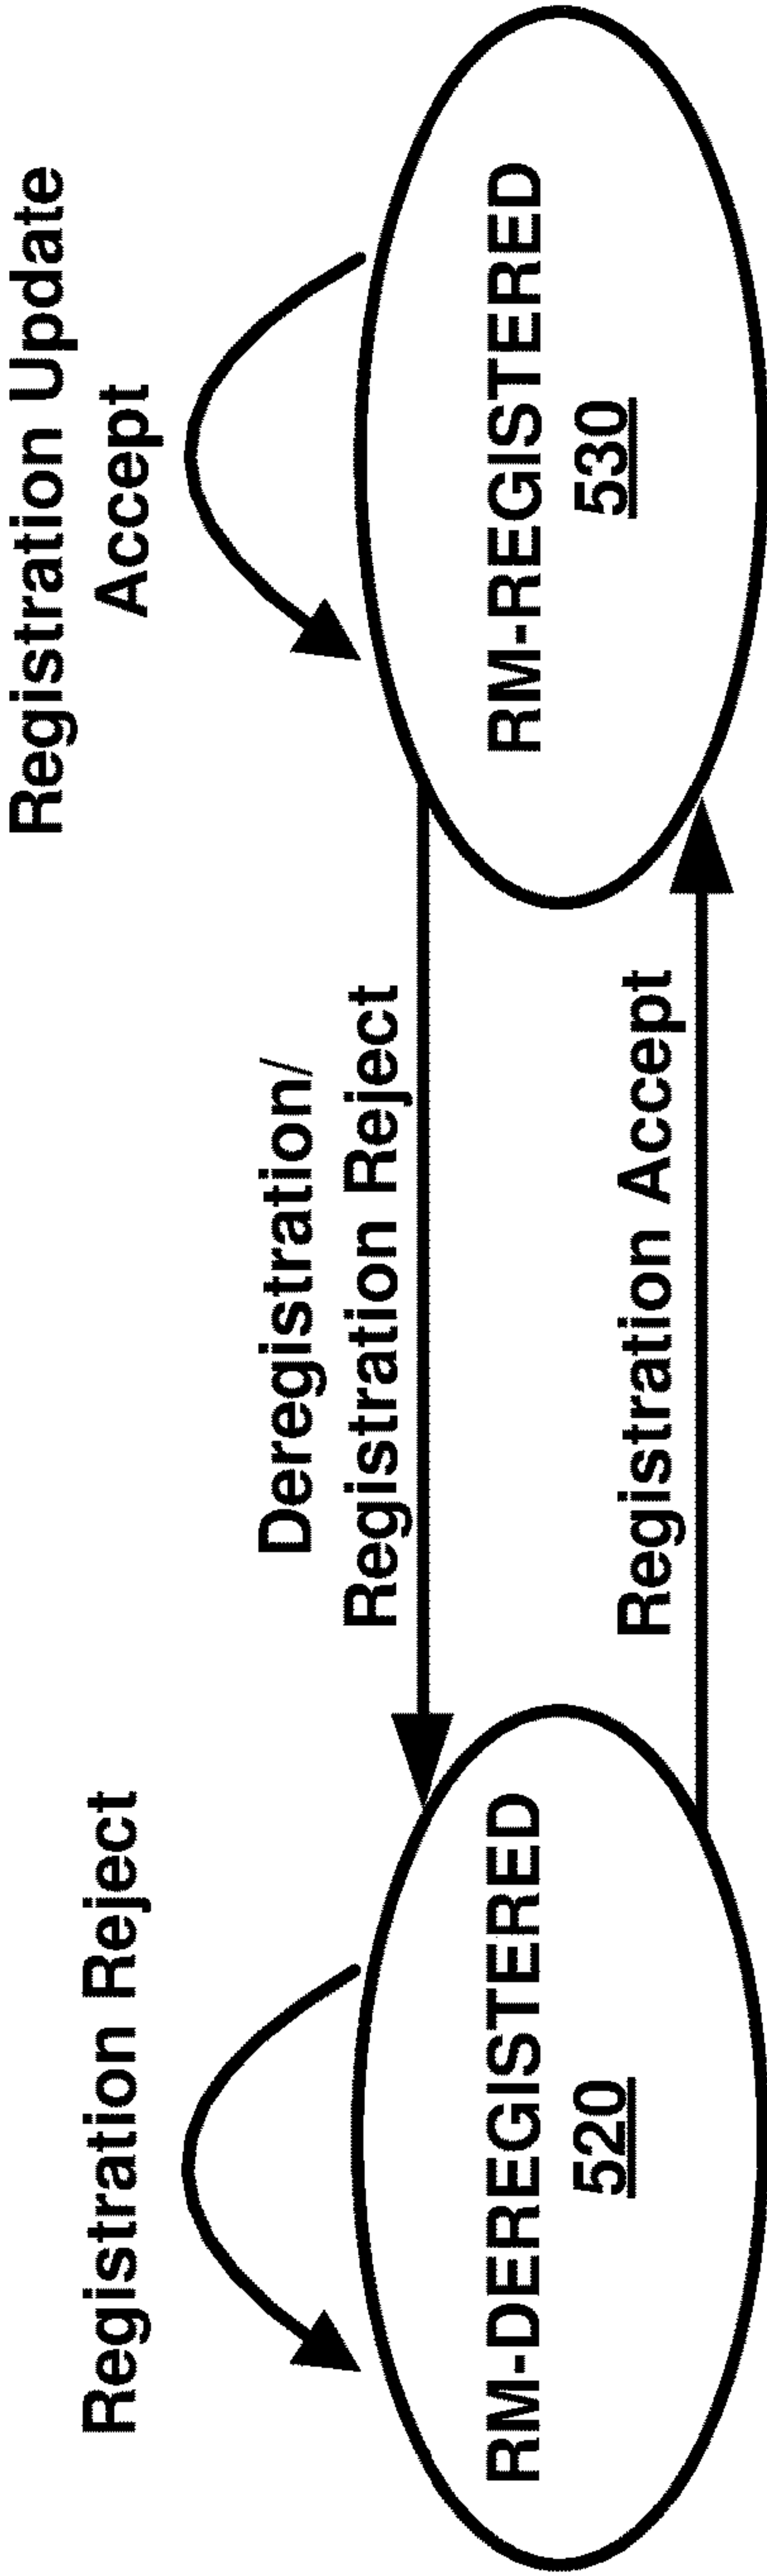 Registration Reject
Registration Update
Accept
Deregistration/
Registration Reject
RM-DEREGISTERED
520
RM-REGISTERED
530
Registration Accept